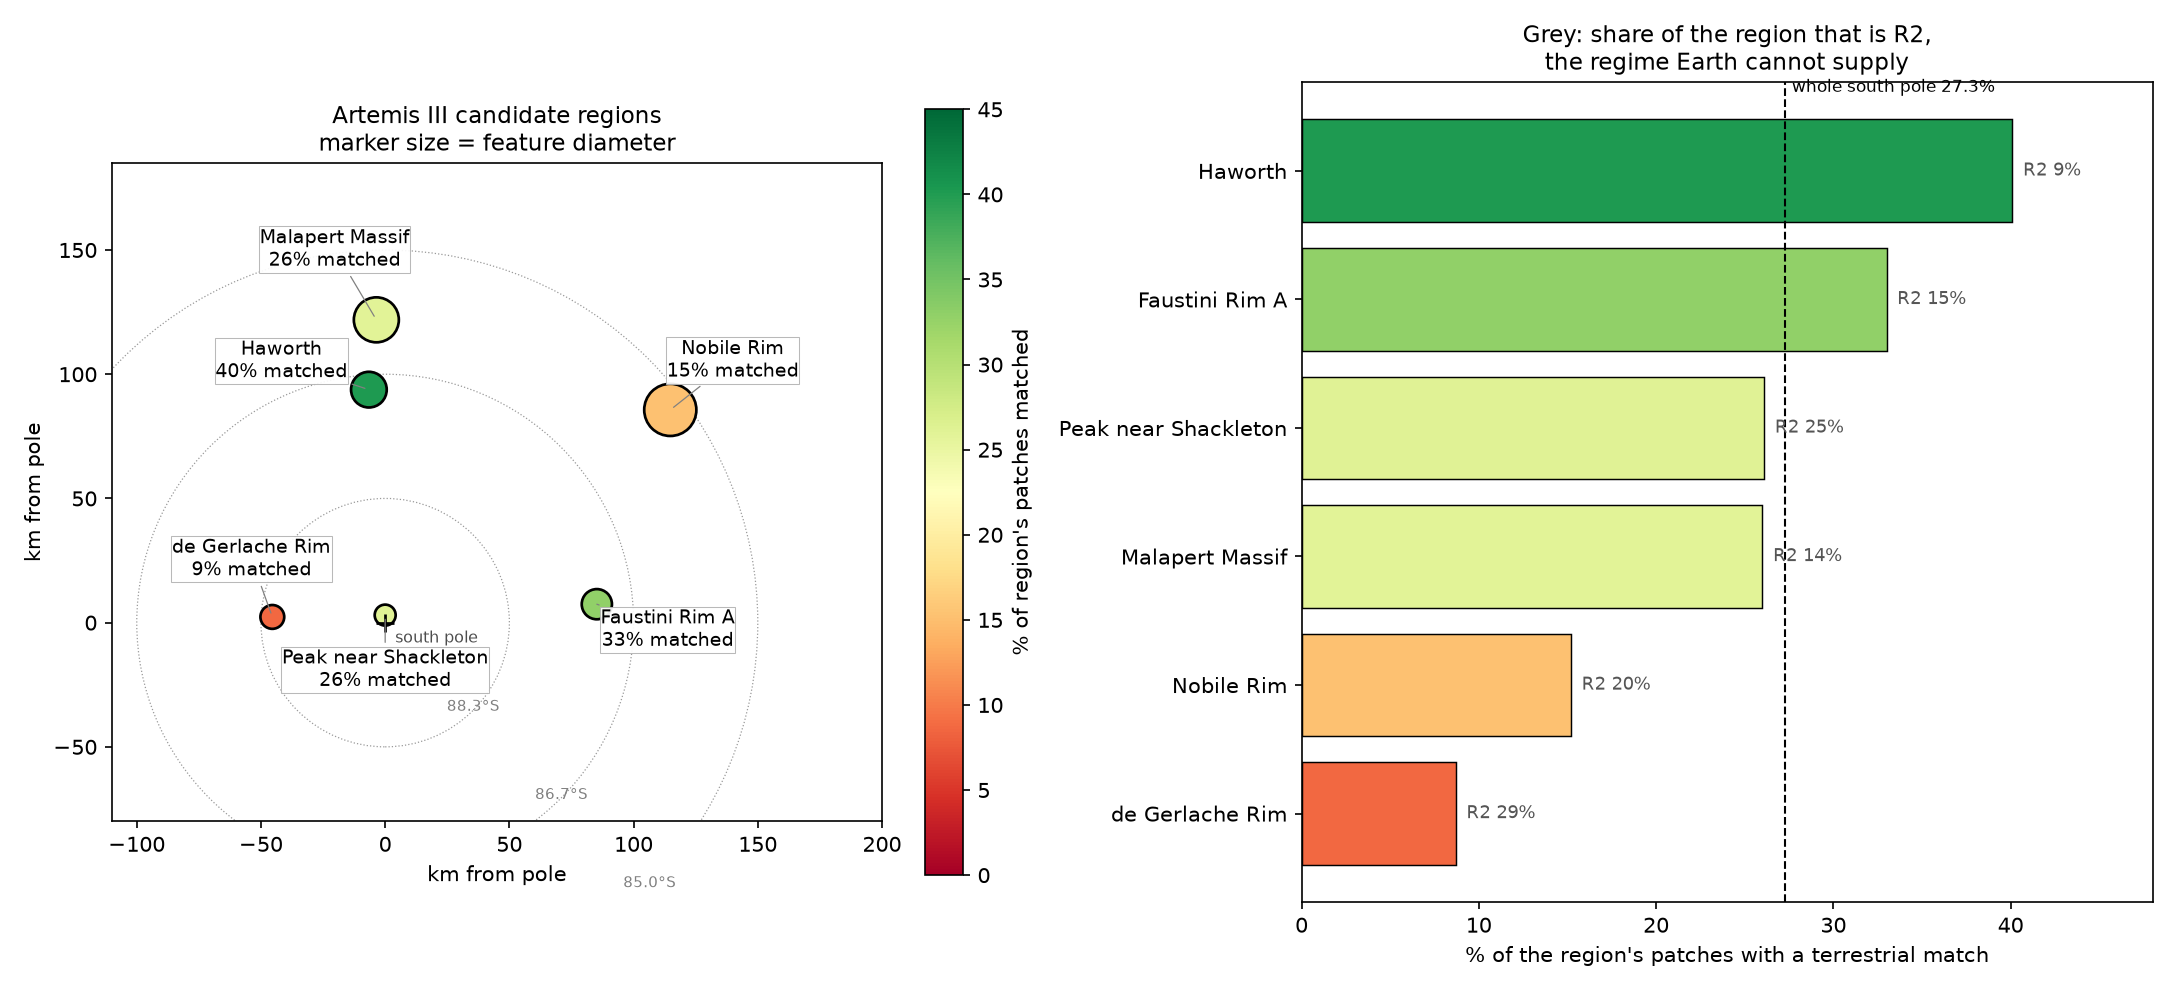 Artemis III candidate regions
marker size = feature diameter
150
100
50
0
−50
km from pole
−100
−50
0
50
100
150
200
km from pole
Malapert Massif
26% matched
Haworth
40% matched
Nobile Rim
15% matched
de Gerlache Rim
9% matched
south pole
Peak near Shackleton
26% matched
Faustini Rim A
33% matched
88.3°S
86.7°S
85.0°S
45
40
35
30
25
20
15
10
5
0
% of region's patches matched
Grey: share of the region that is R2,
the regime Earth cannot supply
whole south pole 27.3%
Haworth
R2 9%
Faustini Rim A
R2 15%
Peak near Shackleton
R2 25%
Malapert Massif
R2 14%
Nobile Rim
R2 20%
de Gerlache Rim
R2 29%
0
10
20
30
40
% of the region's patches with a terrestrial match